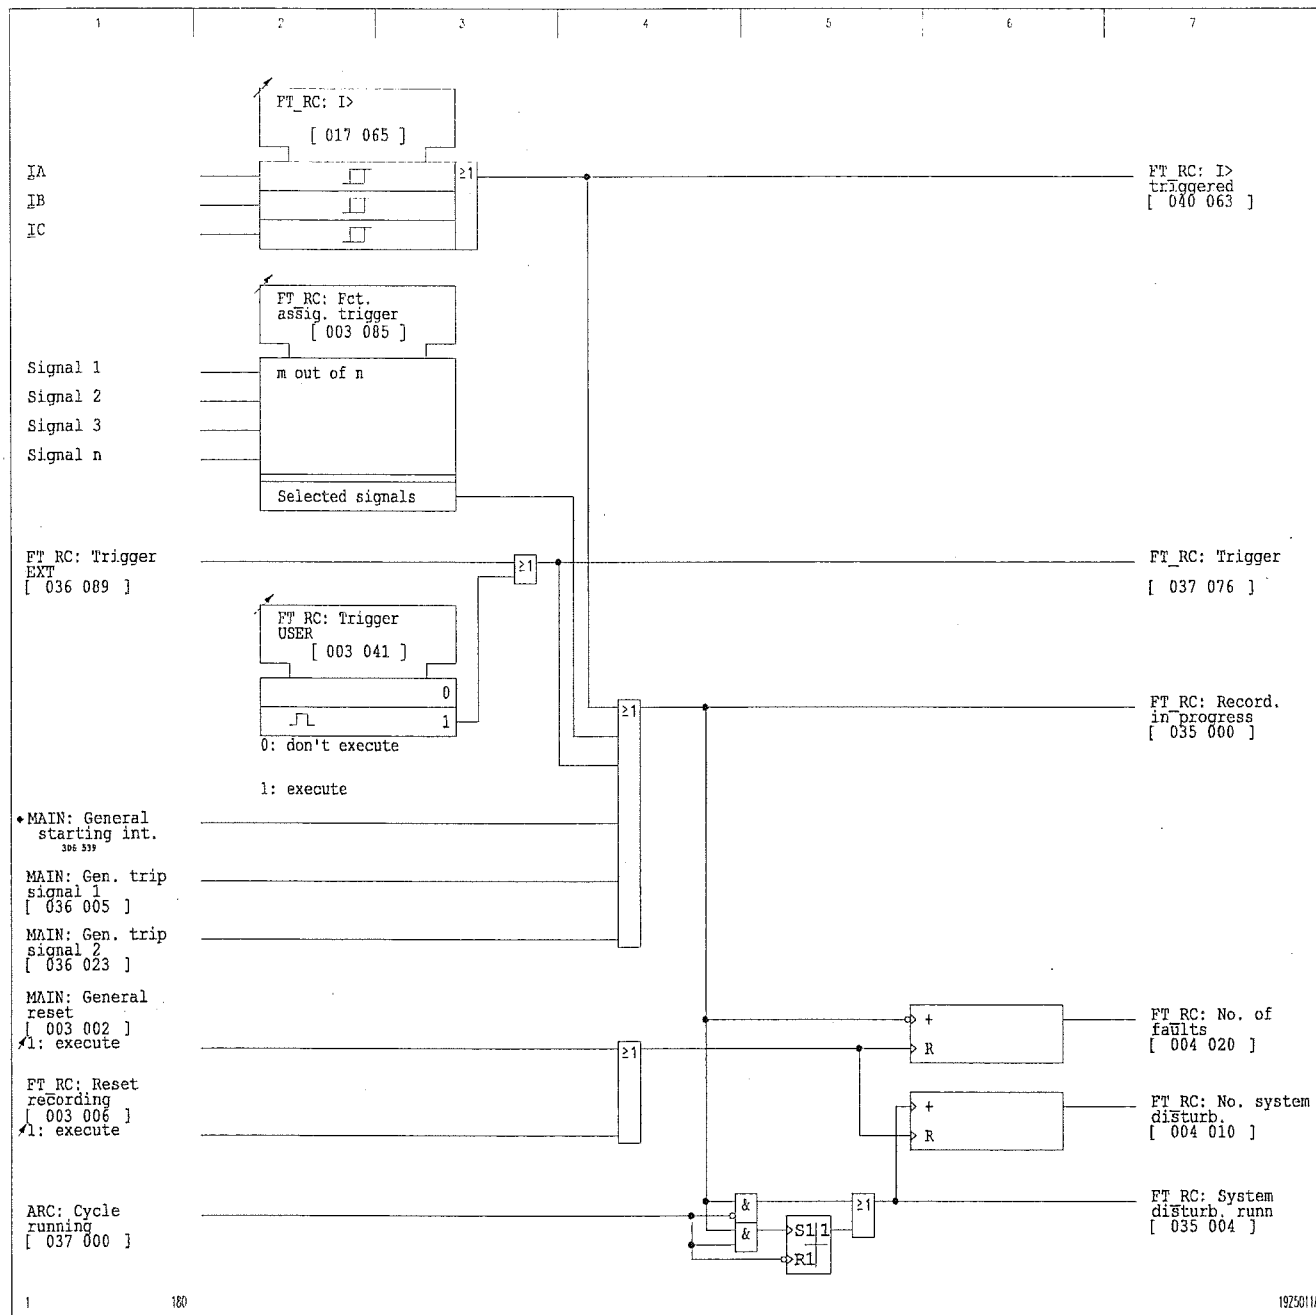 1 2 3 4 5 6 7
FT_RC: I>
[ 017 065 ]
IA
IB
IC
≥1
FT_RC: I>
triggered
[ 040 063 ]
FT_RC: Fct.
assig. trigger
[ 003 085 ]
Signal 1
Signal 2
Signal 3
Signal n
m out of n
Selected signals
FT_RC: Trigger
EXT
[ 036 089 ]
≥1
FT_RC: Trigger
[ 037 076 ]
FT_RC: Trigger
USER
[ 003 041 ]
0
1
0: don't execute
1: execute
≥1
FT_RC: Record.
in progress
[ 035 000 ]
MAIN: General
starting int.
306 539
MAIN: Gen. trip
signal 1
[ 036 005 ]
MAIN: Gen. trip
signal 2
[ 036 023 ]
MAIN: General
reset
[ 003 002 ]
1: execute
≥1
+
R
FT_RC: No. of
faults
[ 004 020 ]
FT_RC: Reset
recording
[ 003 006 ]
1: execute
+
R
FT_RC: No. system
disturb.
[ 004 010 ]
ARC: Cycle
running
[ 037 000 ]
&
&
S1 1
R1
≥1
FT_RC: System
disturb. runn
[ 035 004 ]
1 180